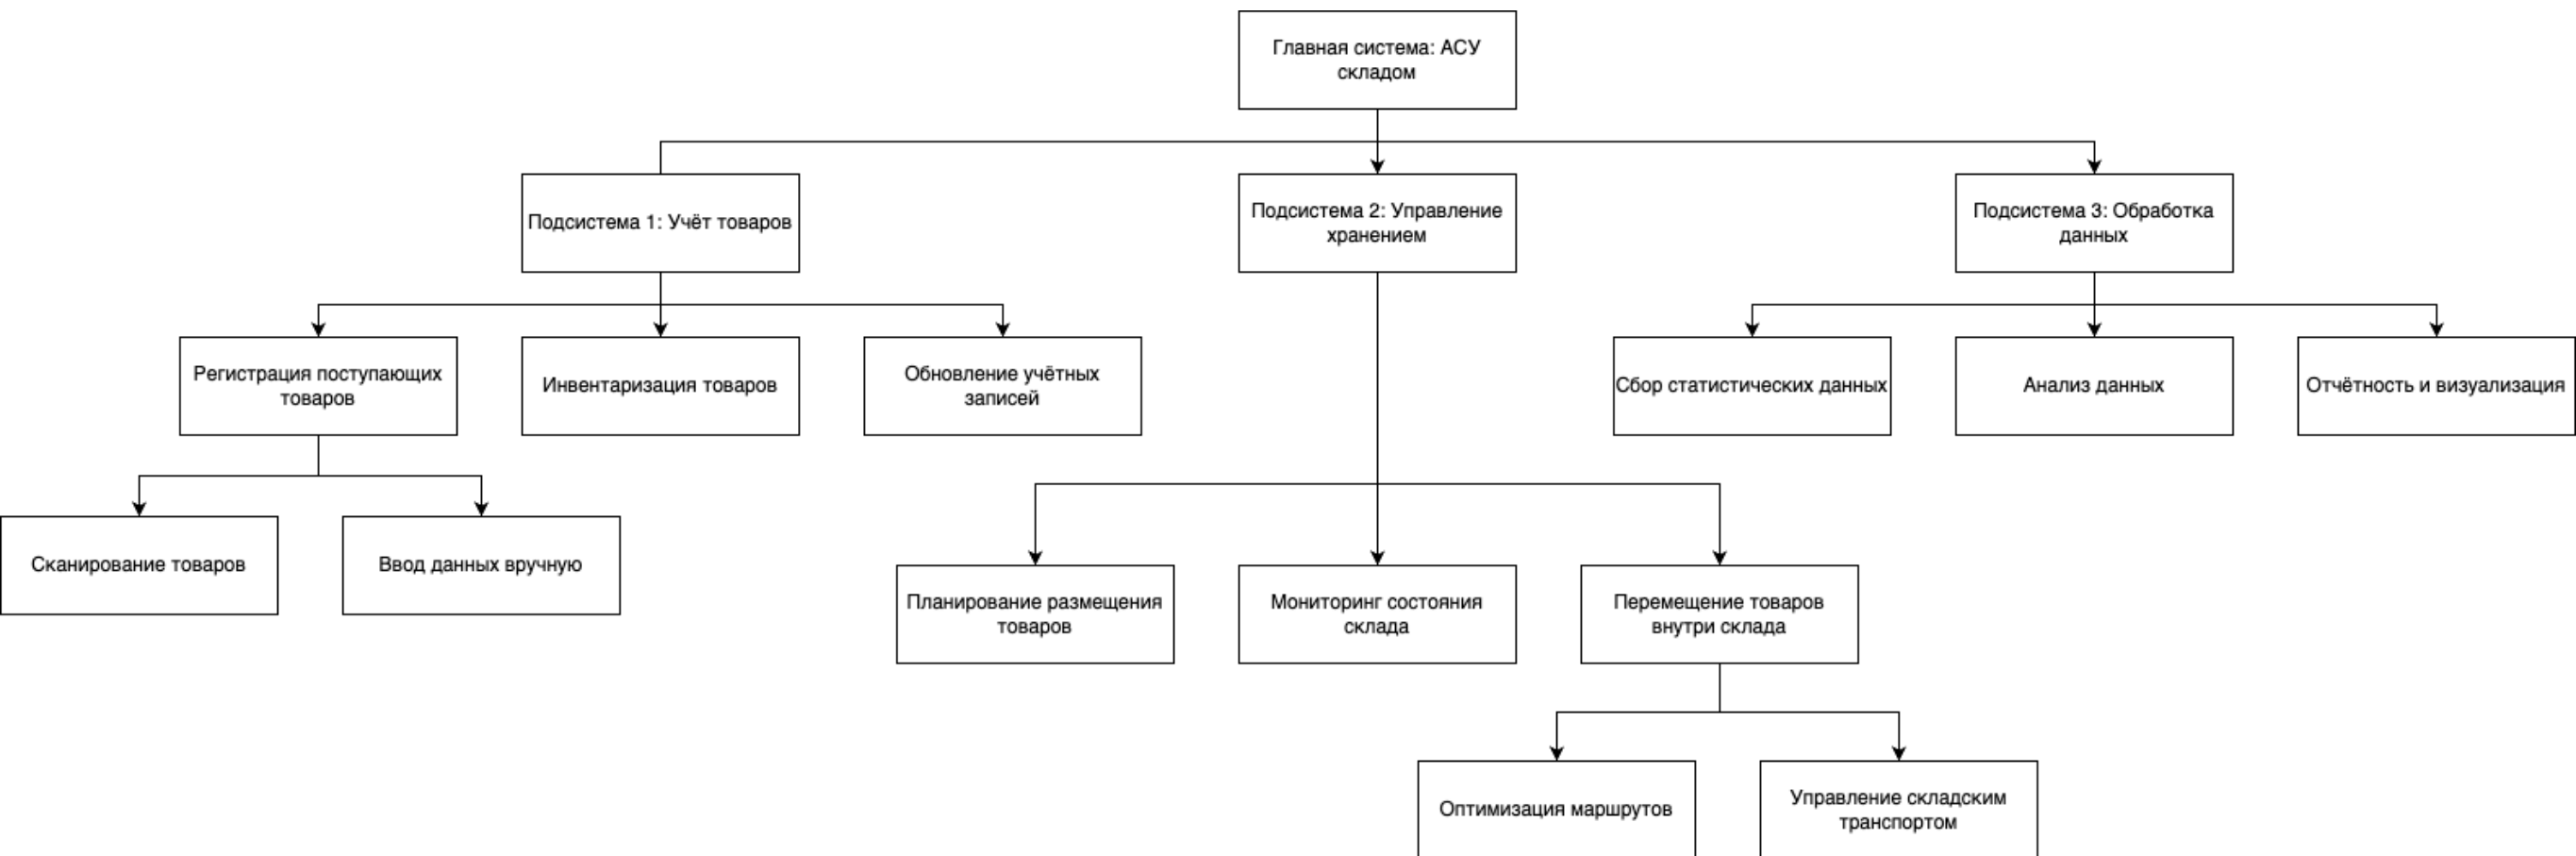 Главная система: АСУ
складом
Подсистема 1: Учёт товаров
Подсистема 2: Управление
хранением
Подсистема 3: Обработка
данных
Регистрация поступающих
товаров
Инвентаризация товаров
Обновление учётных
записей
Сбор статистических данных
Анализ данных
Отчётность и визуализация
Сканирование товаров
Ввод данных вручную
Планирование размещения
товаров
Мониторинг состояния
склада
Перемещение товаров
внутри склада
Оптимизация маршрутов
Управление складским
транспортом